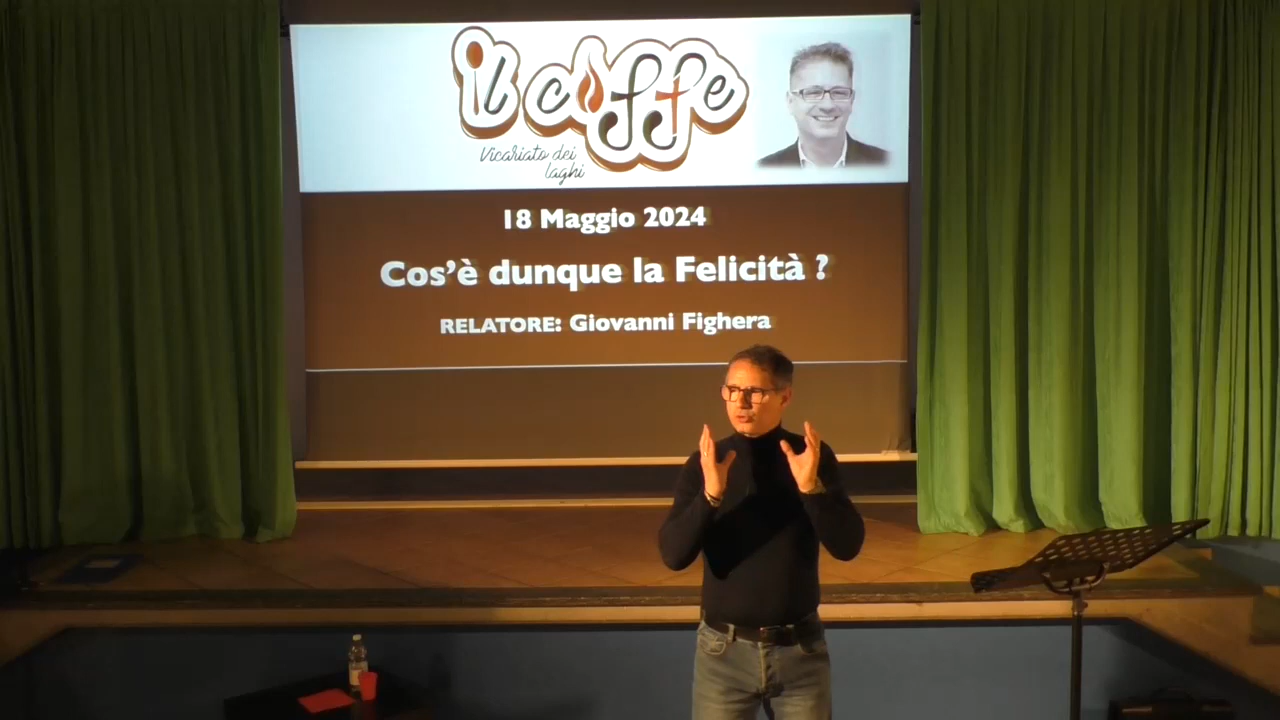 il caffe
Vicariato dei
laghi
18 Maggio 2024
Cos'è dunque la Felicità ?
RELATORE: Giovanni Fighera